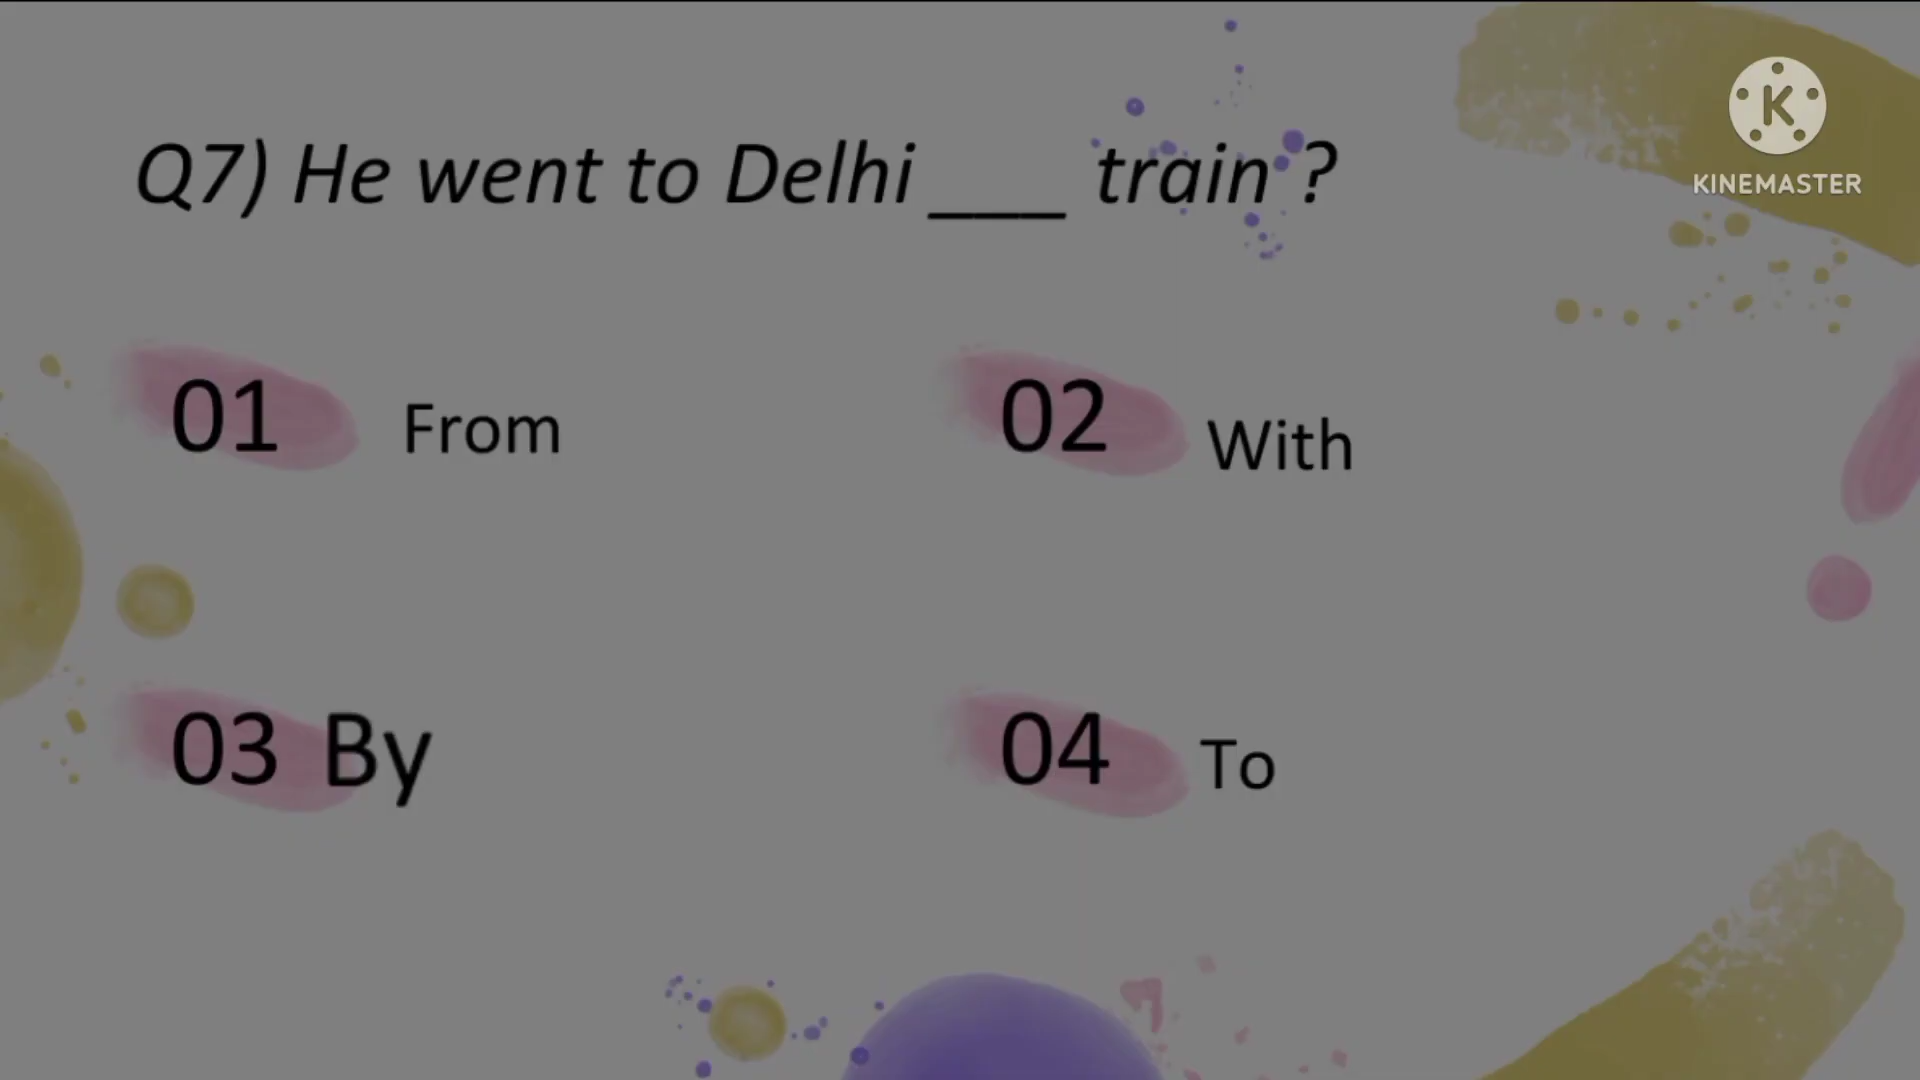 Q7) He went to Delhi ___ train ?
KINEMASTER
01 From
02 With
03 By
04 To